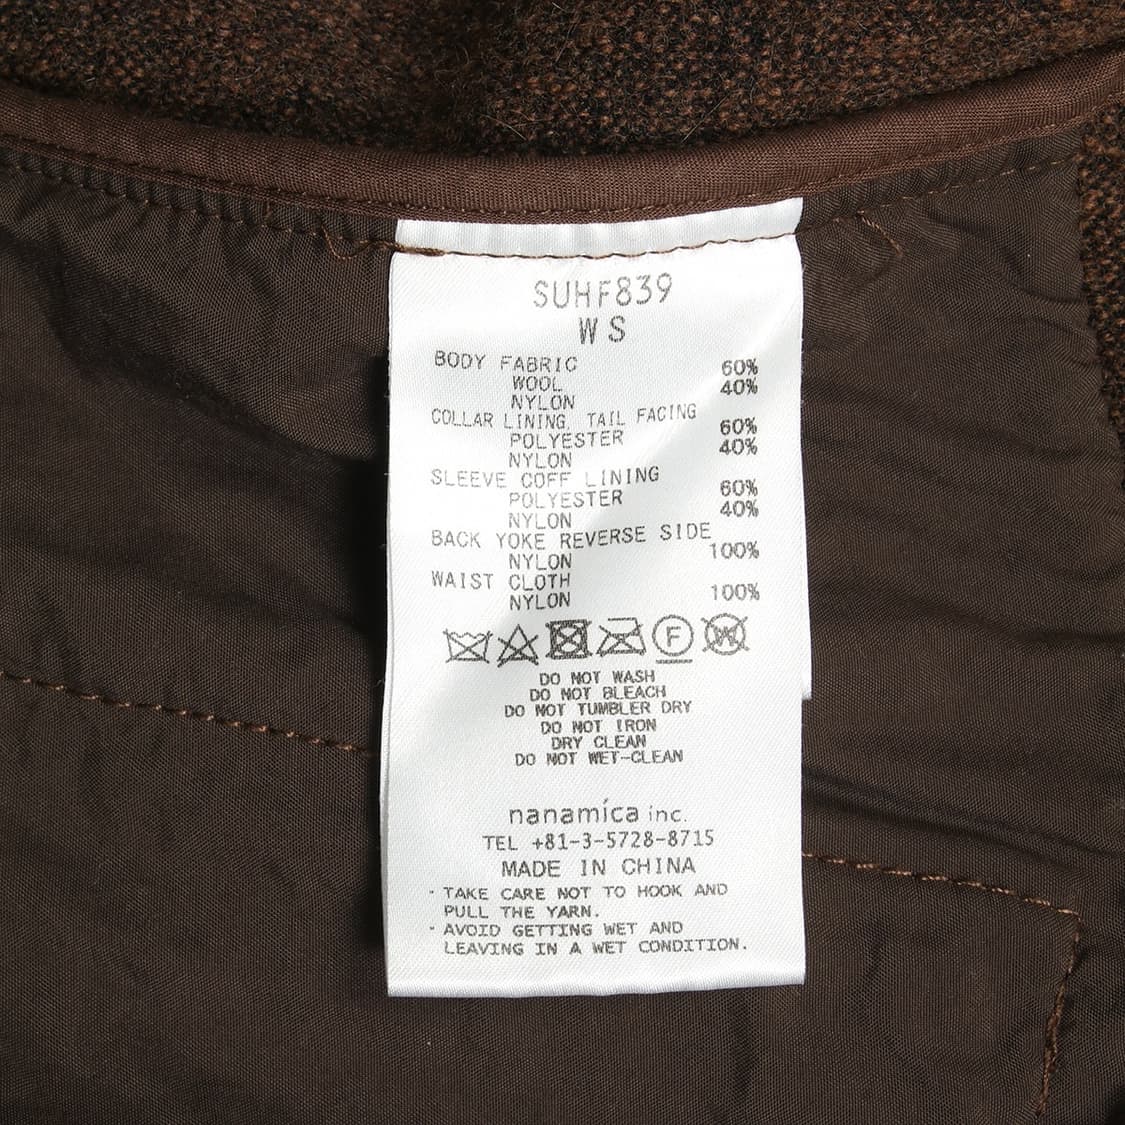 SUHF839
WS
BODY FABRIC
WOOL 60%
NYLON 40%
COLLAR LINING, TAIL FACING
POLYESTER 60%
NYLON 40%
SLEEVE COFF LINING
POLYESTER 60%
NYLON 40%
BACK YOKE REVERSE SIDE
NYLON 100%
WAIST CLOTH
NYLON 100%
F W
DO NOT WASH
DO NOT BLEACH
DO NOT TUMBLER DRY
DO NOT IRON
DRY CLEAN
DO NOT WET-CLEAN
nanamica inc.
TEL +81-3-5728-8715
MADE IN CHINA
・TAKE CARE NOT TO HOOK AND
PULL THE YARN.
・AVOID GETTING WET AND
LEAVING IN A WET CONDITION.